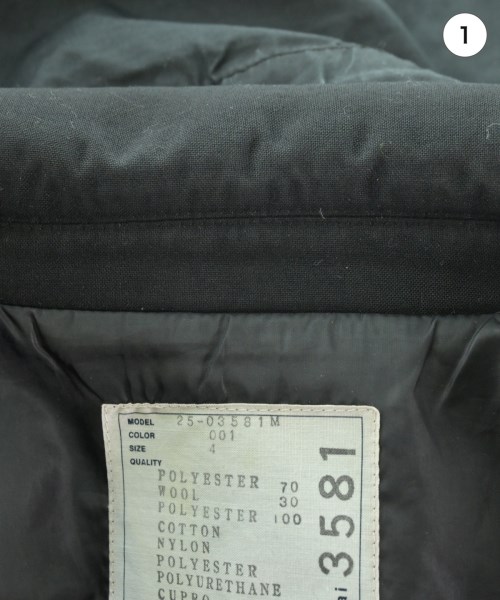 1
MODEL 25-03581M
COLOR 001
SIZE 4
QUALITY
POLYESTER 70
WOOL 30
POLYESTER 100
COTTON
NYLON
POLYESTER
POLYURETHANE
CUPRO
3581